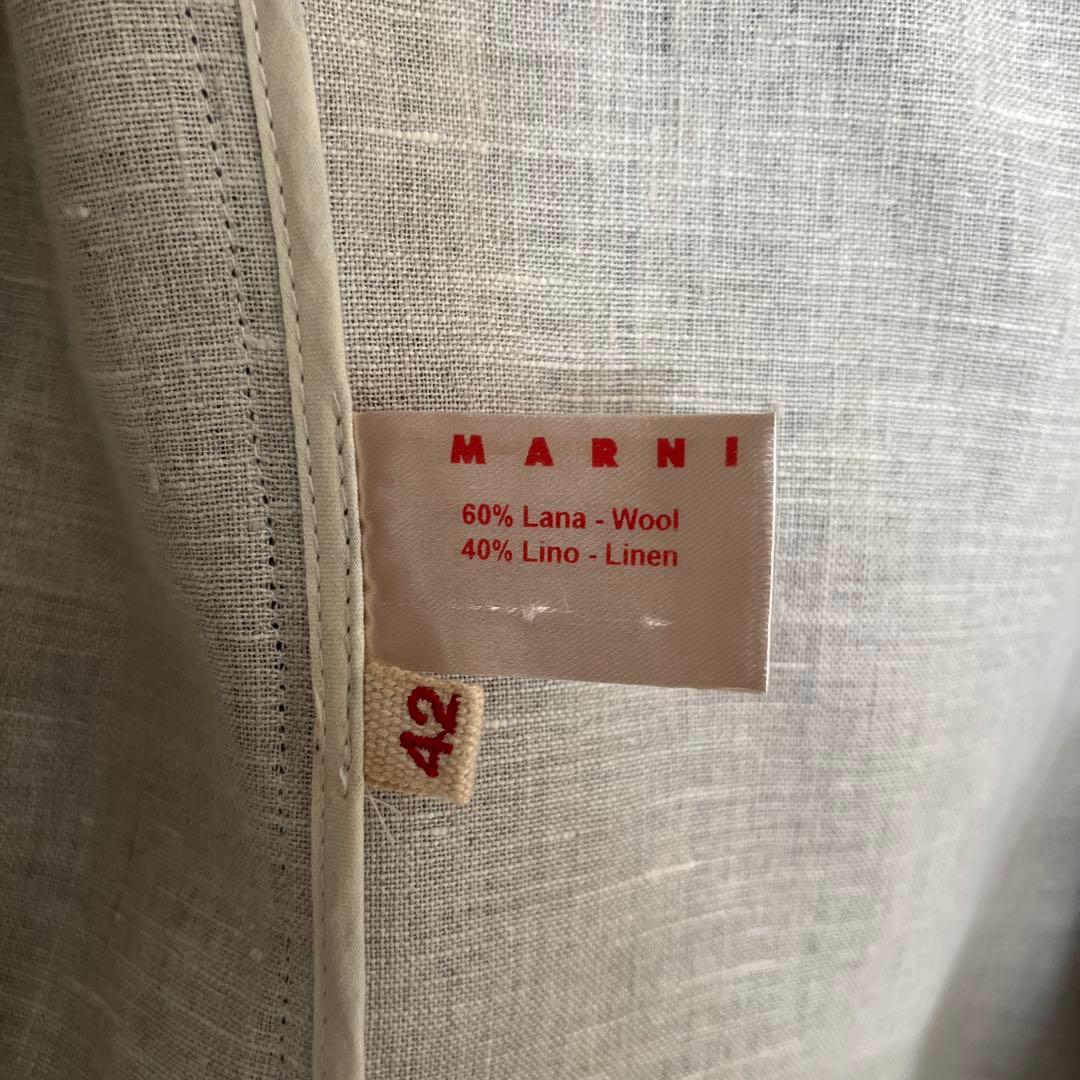 MARNI
60% Lana - Wool
40% Lino - Linen
42